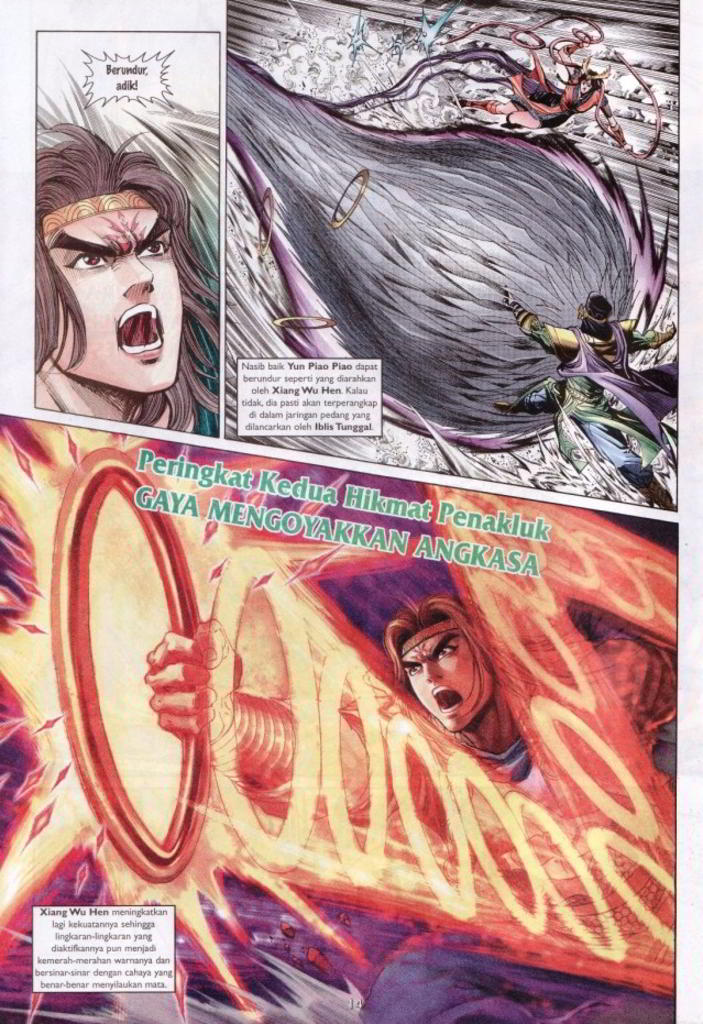 Berundur,
adik!
Nasib baik Yun Piao Piao dapat
berundur seperti yang diarahkan
oleh Xiang Wu Hen. Kalau
tidak, dia pasti akan terperangkap
di dalam jaringan pedang yang
dilancarkan oleh Iblis Tunggal.
Peringkat Kedua Hikmat Penakluk
GAYA MENGOYAKKAN ANGKASA
Xiang Wu Hen meningkatkan
lagi kekuatannya sehingga
lingkaran-lingkaran yang
diaktifkannya pun menjadi
kemerah-merahan warnanya dan
bersinar-sinar dengan cahaya yang
benar-benar menyilaukan mata.
14